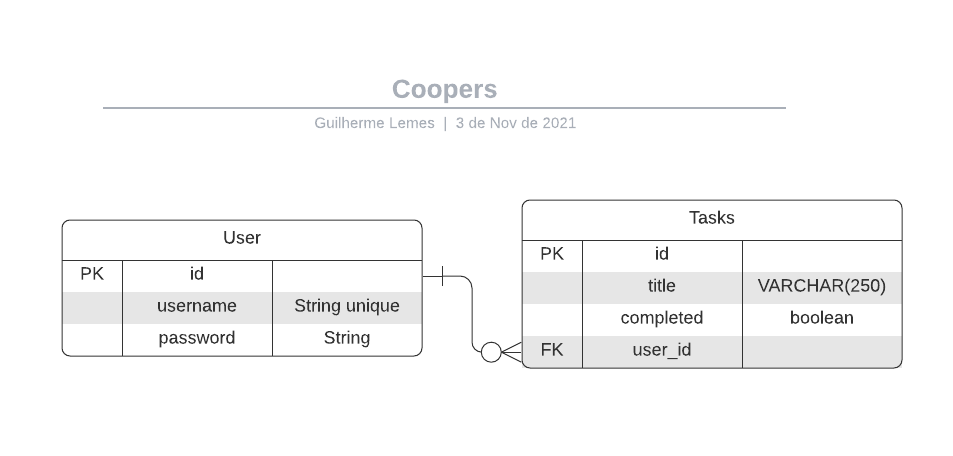 Coopers
Guilherme Lemes | 3 de Nov de 2021
User
PK id
username String unique
password String
Tasks
PK id
title VARCHAR(250)
completed boolean
FK user_id